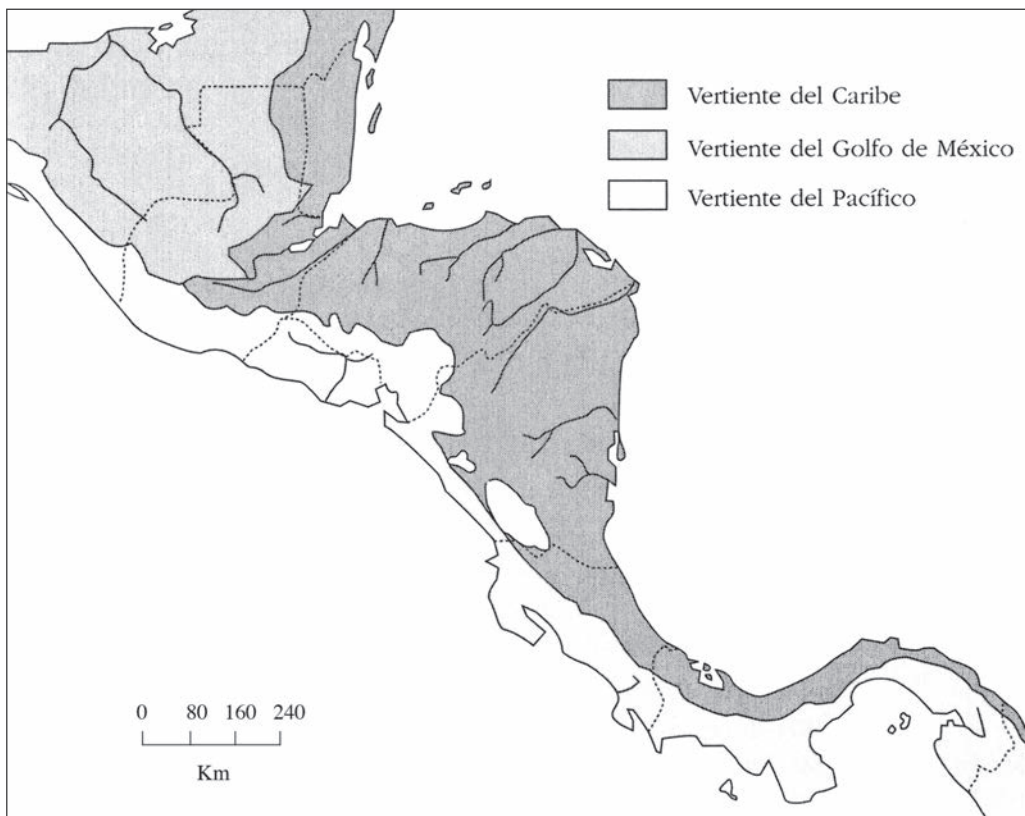 Vertiente del Caribe
Vertiente del Golfo de México
Vertiente del Pacífico
0 80 160 240
Km